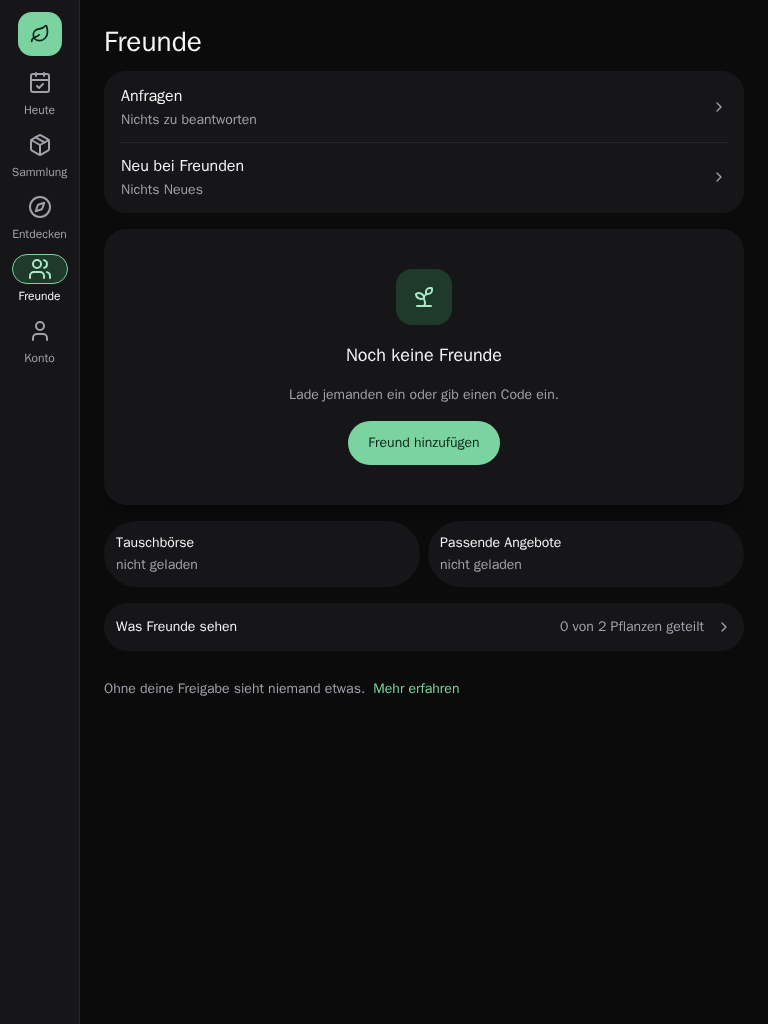 Freunde
Heute
Sammlung
Entdecken
Freunde
Konto
Anfragen
Nichts zu beantworten
Neu bei Freunden
Nichts Neues
Noch keine Freunde
Lade jemanden ein oder gib einen Code ein.
Freund hinzufügen
Tauschbörse
nicht geladen
Passende Angebote
nicht geladen
Was Freunde sehen
0 von 2 Pflanzen geteilt
Ohne deine Freigabe sieht niemand etwas. Mehr erfahren